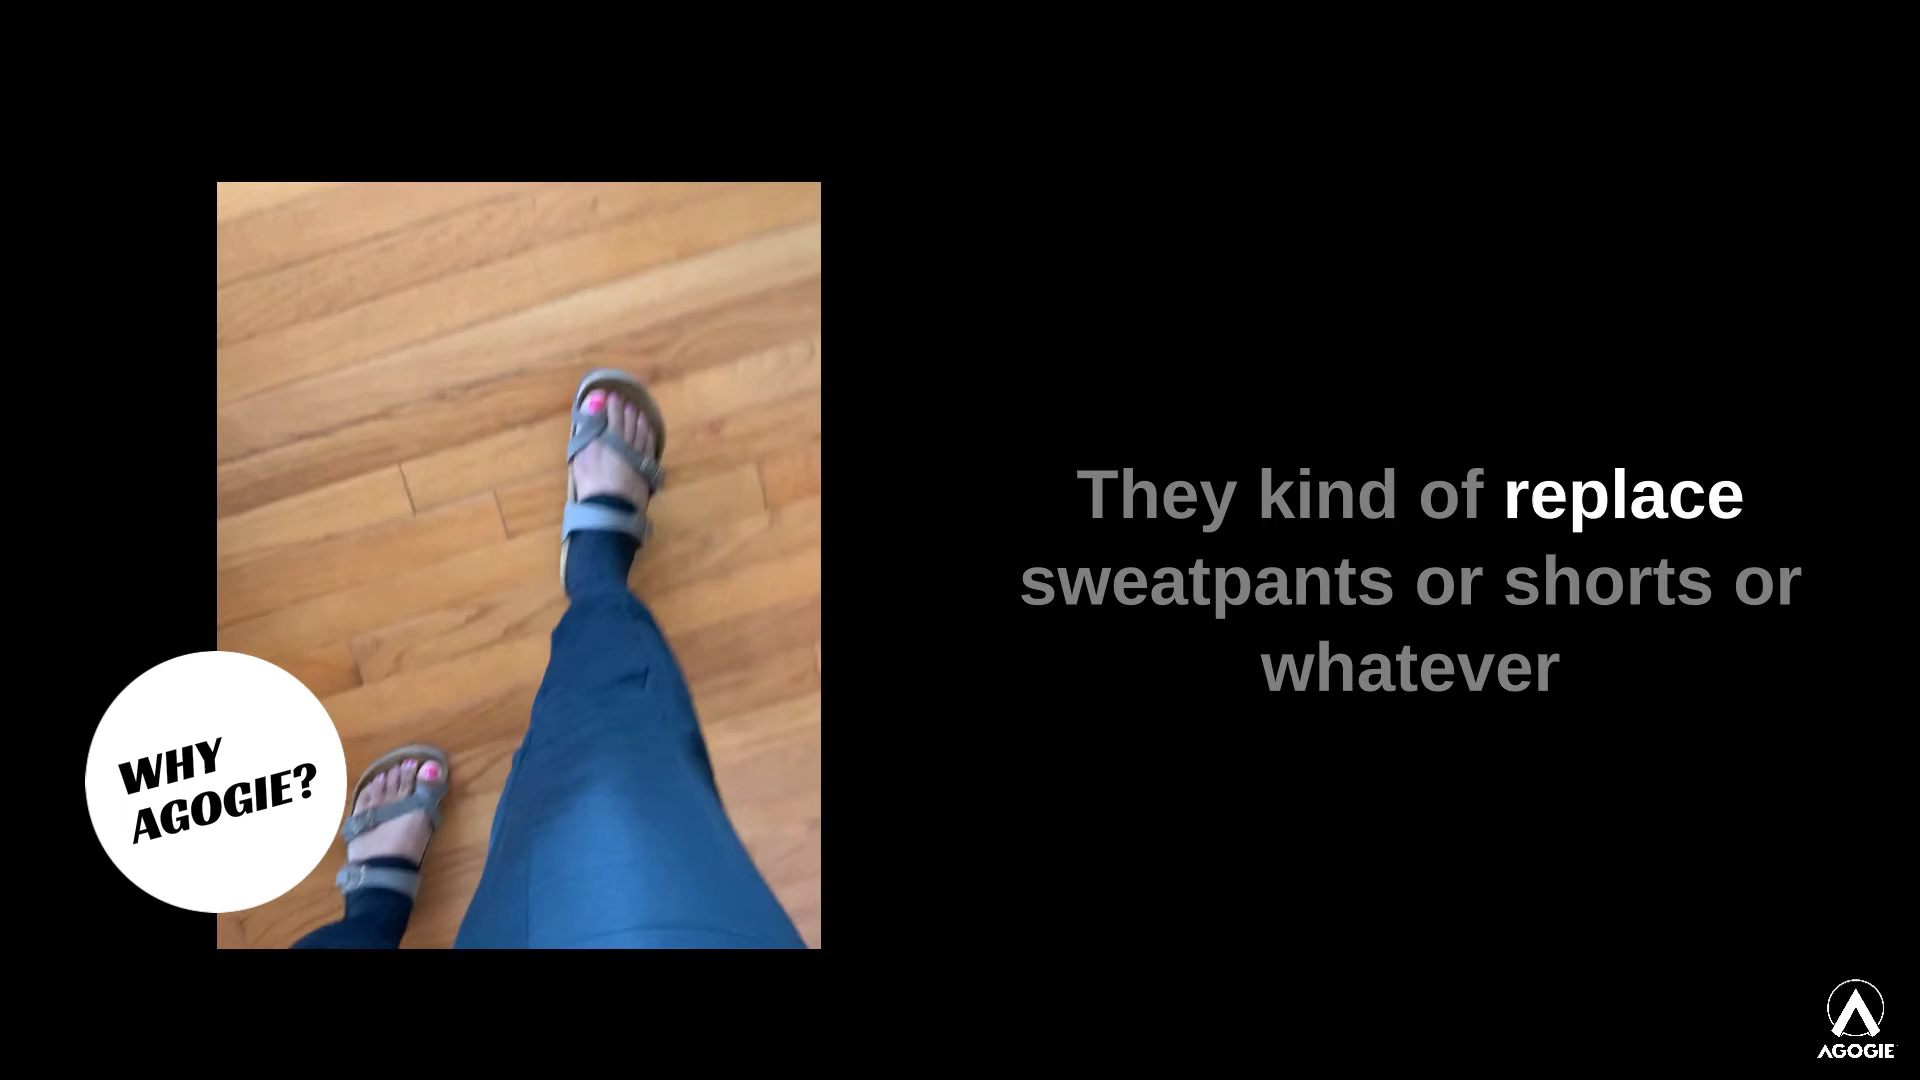 They kind of replace
sweatpants or shorts or
whatever
WHY
AGOGIE?
AGOGIE